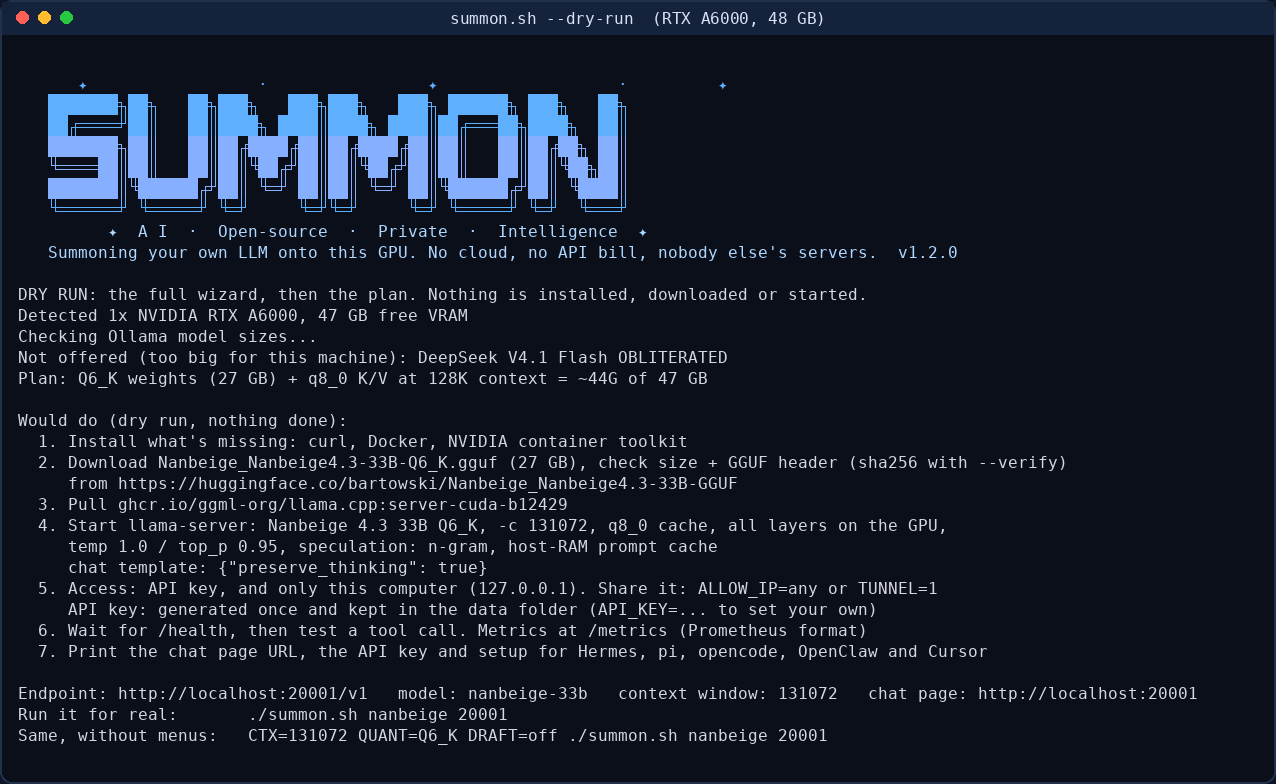 summon.sh --dry-run  (RTX A6000, 48 GB)
SUMMON
✦  A I  ·  Open-source  ·  Private  ·  Intelligence  ✦
Summoning your own LLM onto this GPU. No cloud, no API bill, nobody else's servers.  v1.2.0
DRY RUN: the full wizard, then the plan. Nothing is installed, downloaded or started.
Detected 1x NVIDIA RTX A6000, 47 GB free VRAM
Checking Ollama model sizes...
Not offered (too big for this machine): DeepSeek V4.1 Flash OBLITERATED
Plan: Q6_K weights (27 GB) + q8_0 K/V at 128K context = ~44G of 47 GB
Would do (dry run, nothing done):
1. Install what's missing: curl, Docker, NVIDIA container toolkit
2. Download Nanbeige_Nanbeige4.3-33B-Q6_K.gguf (27 GB), check size + GGUF header (sha256 with --verify)
from https://huggingface.co/bartowski/Nanbeige_Nanbeige4.3-33B-GGUF
3. Pull ghcr.io/ggml-org/llama.cpp:server-cuda-b12429
4. Start llama-server: Nanbeige 4.3 33B Q6_K, -c 131072, q8_0 cache, all layers on the GPU,
temp 1.0 / top_p 0.95, speculation: n-gram, host-RAM prompt cache
chat template: {"preserve_thinking": true}
5. Access: API key, and only this computer (127.0.0.1). Share it: ALLOW_IP=any or TUNNEL=1
API key: generated once and kept in the data folder (API_KEY=... to set your own)
6. Wait for /health, then test a tool call. Metrics at /metrics (Prometheus format)
7. Print the chat page URL, the API key and setup for Hermes, pi, opencode, OpenClaw and Cursor
Endpoint: http://localhost:20001/v1   model: nanbeige-33b   context window: 131072   chat page: http://localhost:20001
Run it for real:       ./summon.sh nanbeige 20001
Same, without menus:   CTX=131072 QUANT=Q6_K DRAFT=off ./summon.sh nanbeige 20001